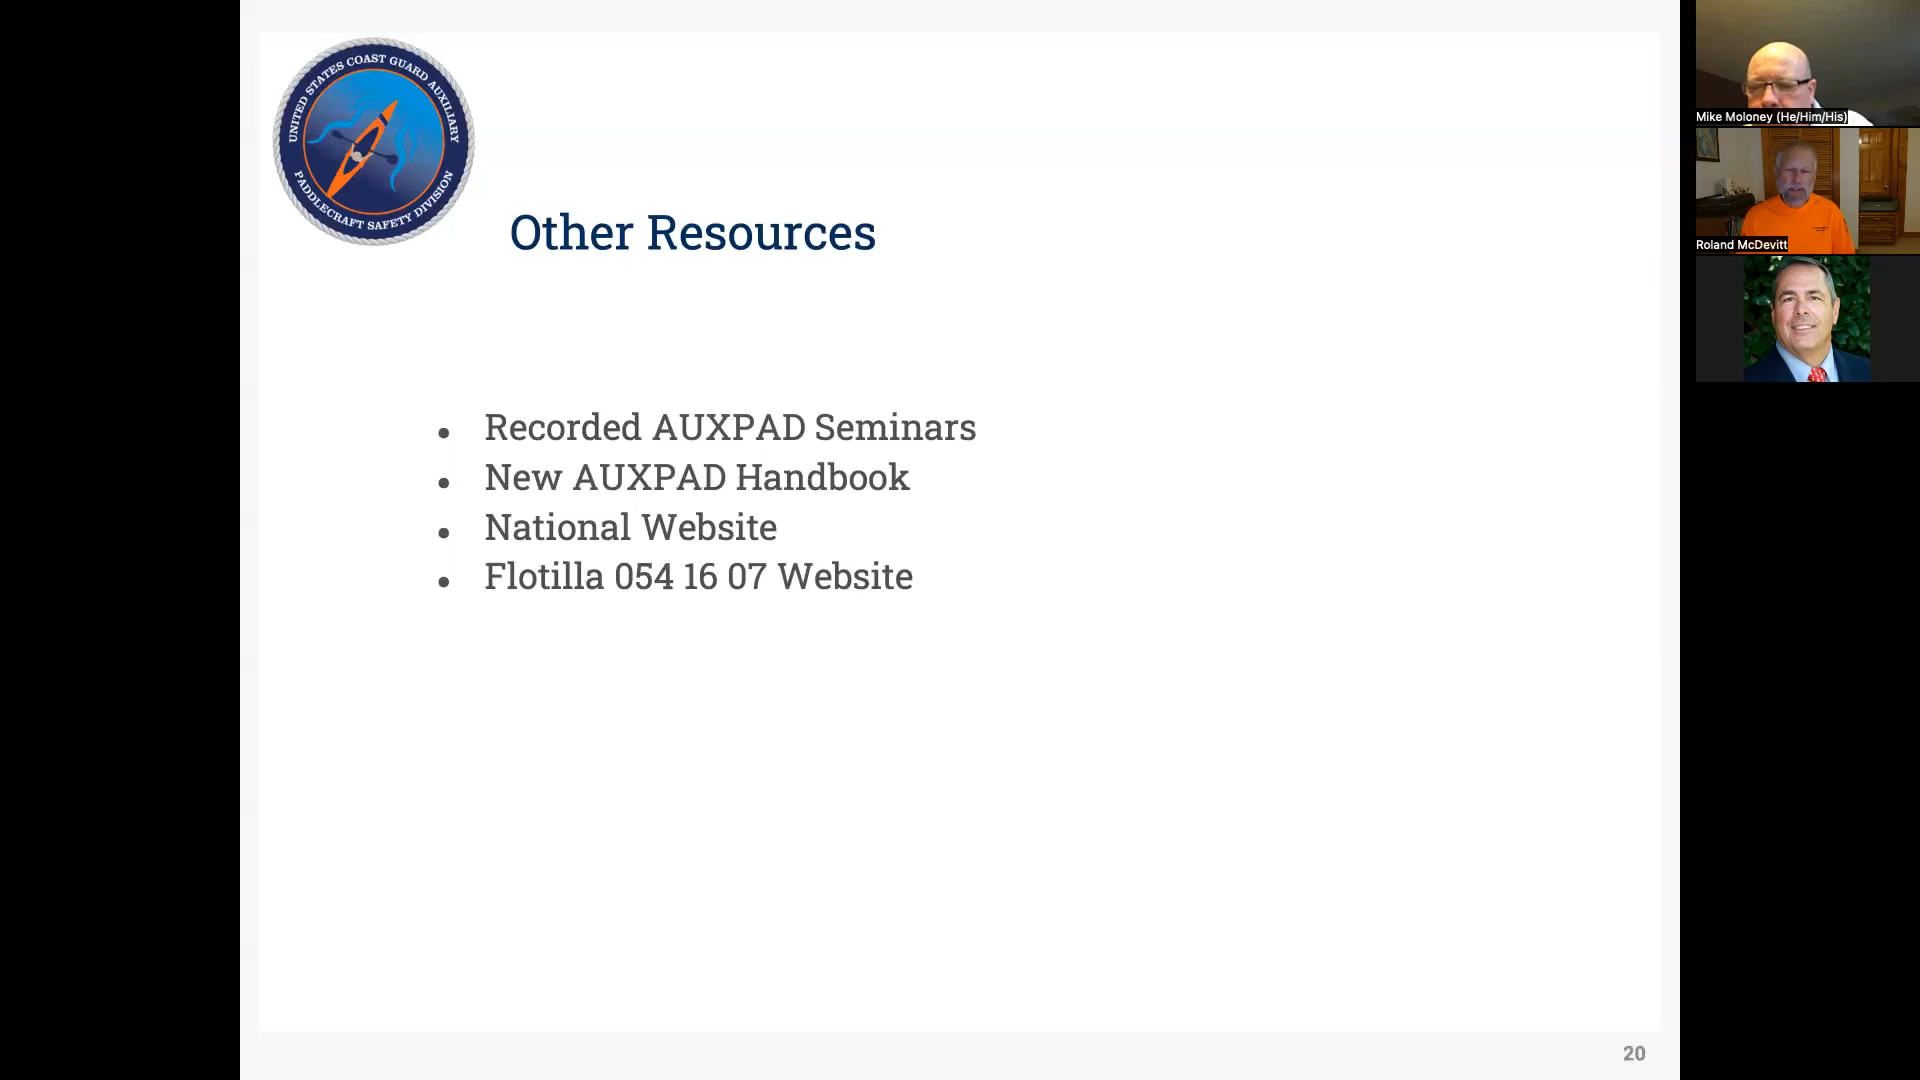 UNITED STATES COAST GUARD AUXILIARY
PADDLECRAFT SAFETY DIVISION
Other Resources
Recorded AUXPAD Seminars
New AUXPAD Handbook
National Website
Flotilla 054 16 07 Website
20
Mike Moloney (He/Him/His)
Roland McDevitt